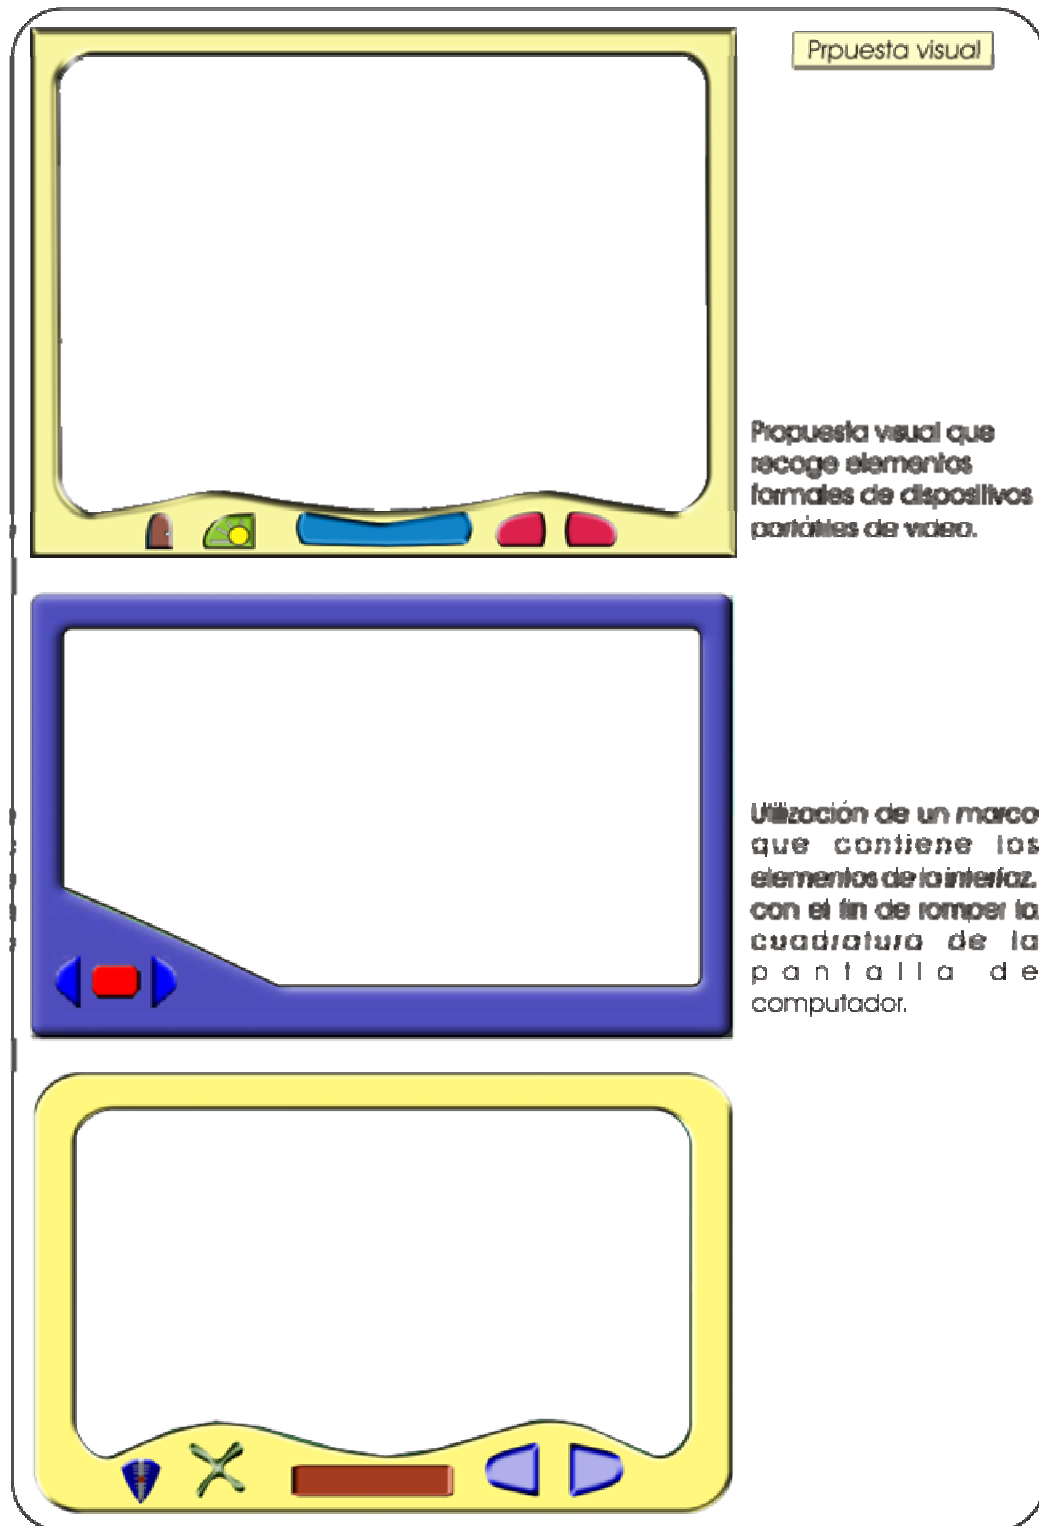 Prpuesta visual
Propuesta visual que
recoge elementos
formales de dispositivos
portátiles de video.
Utilización de un marco
que contiene los
elementos de la interfaz.
con el fin de romper la
cuadratura de la
pantalla de
computador.